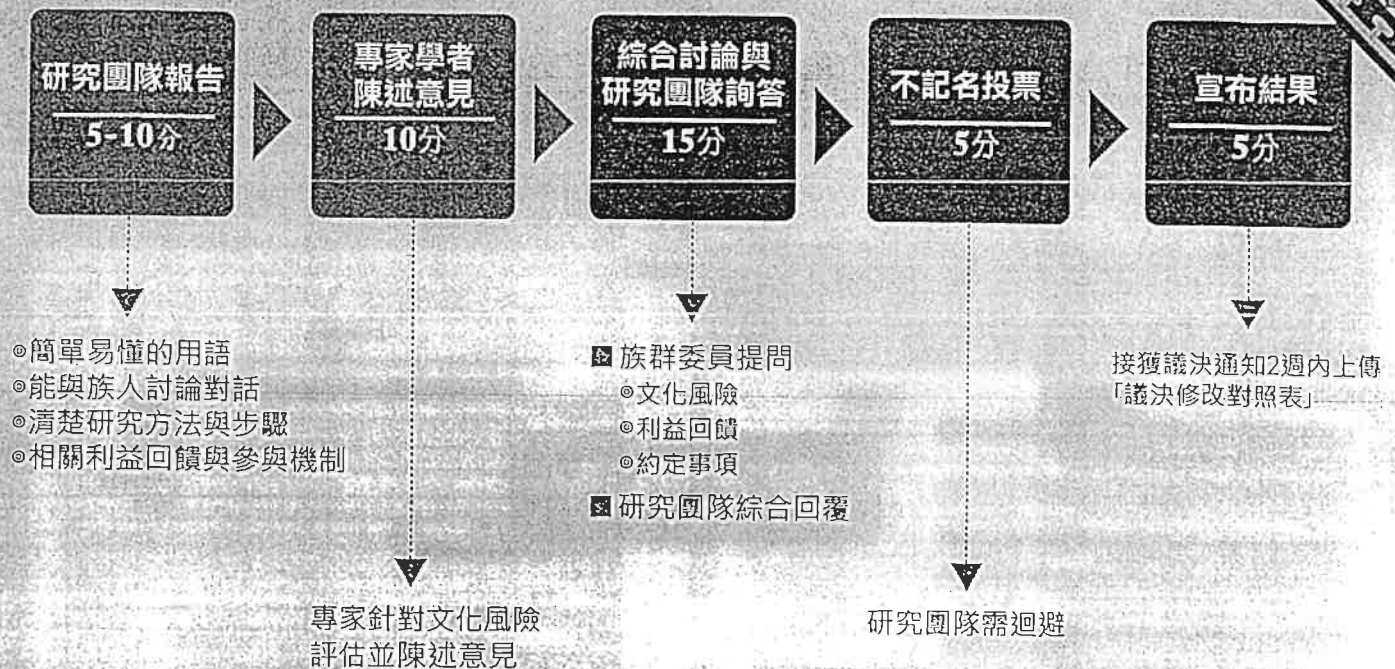 研究團隊報告
5-10分
專家學者
陳述意見
10分
綜合討論與
研究團隊詢答
15分
不記名投票
5分
宣布結果
5分
◎簡單易懂的用語
◎能與族人討論對話
◎清楚研究方法與步驟
◎相關利益回饋與參與機制
專家針對文化風險
評估並陳述意見
族群委員提問
◎文化風險
◎利益回饋
◎約定事項
研究團隊綜合回覆
研究團隊需迴避
接獲議決通知2週內上傳
「議決修改對照表」